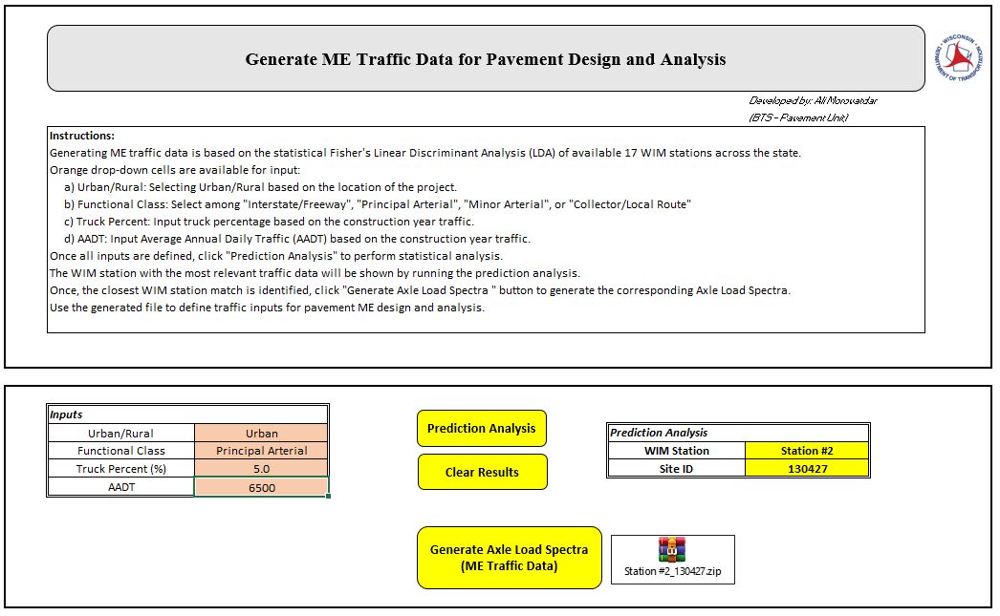 Generate ME Traffic Data for Pavement Design and Analysis
WISCONSIN
DEPARTMENT OF TRANSPORTATION
Developed by: Ali Morovatdar
(BTS - Pavement Unit)
Instructions:
Generating ME traffic data is based on the statistical Fisher's Linear Discriminant Analysis (LDA) of available 17 WIM stations across the state.
Orange drop-down cells are available for input:
a) Urban/Rural: Selecting Urban/Rural based on the location of the project.
b) Functional Class: Select among "Interstate/Freeway", "Principal Arterial", "Minor Arterial", or "Collector/Local Route"
c) Truck Percent: Input truck percentage based on the construction year traffic.
d) AADT: Input Average Annual Daily Traffic (AADT) based on the construction year traffic.
Once all inputs are defined, click "Prediction Analysis" to perform statistical analysis.
The WIM station with the most relevant traffic data will be shown by running the prediction analysis.
Once, the closest WIM station match is identified, click "Generate Axle Load Spectra " button to generate the corresponding Axle Load Spectra.
Use the generated file to define traffic inputs for pavement ME design and analysis.
Inputs
Urban/Rural Urban
Functional Class Principal Arterial
Truck Percent (%) 5.0
AADT 6500
Prediction Analysis
Clear Results
Prediction Analysis
WIM Station Station #2
Site ID 130427
Generate Axle Load Spectra
(ME Traffic Data)
Station #2_130427.zip